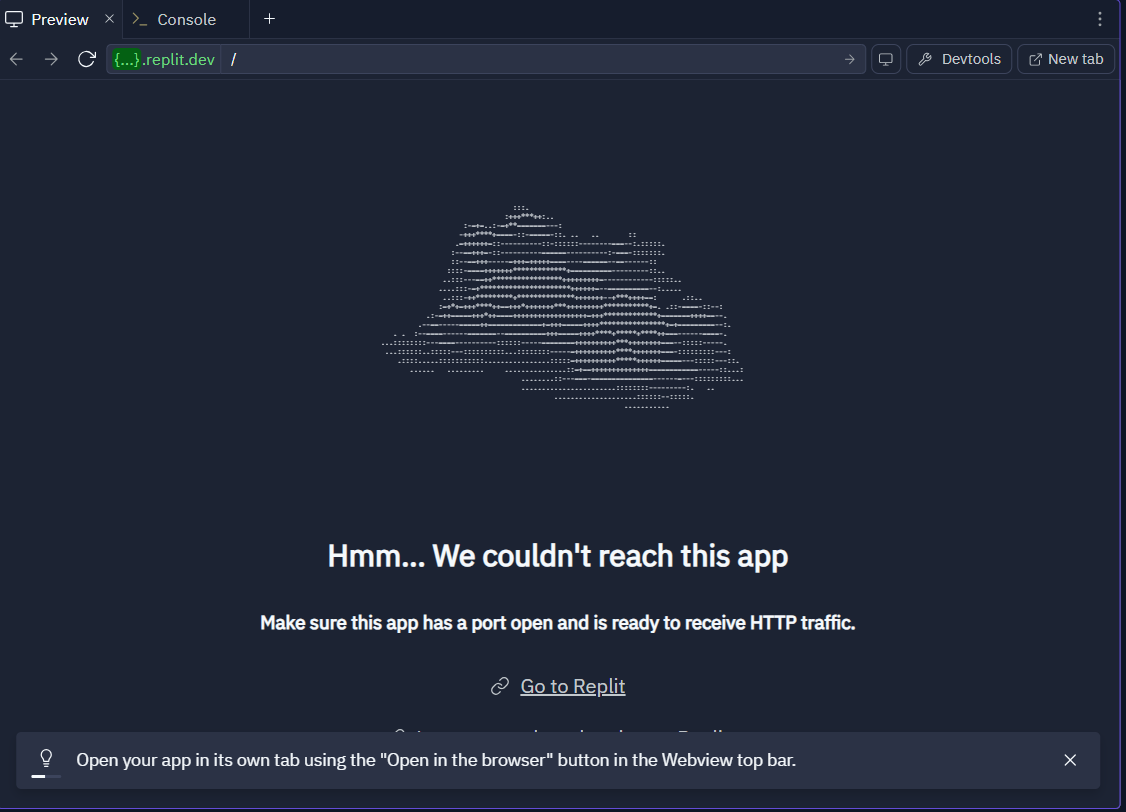 Preview
Console
{...}.replit.dev /
Devtools
New tab
Hmm... We couldn't reach this app
Make sure this app has a port open and is ready to receive HTTP traffic.
Go to Replit
Open your app in its own tab using the "Open in the browser" button in the Webview top bar.